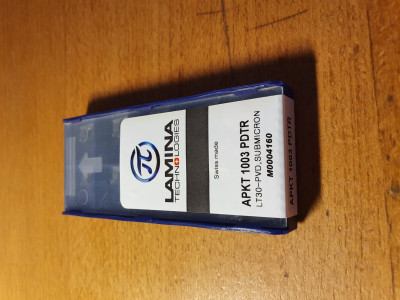 LAMINA
TECHNOLOGIES
Swiss made
APKT 1003 PDTR
LT30-PVD,SUBMICRON
M0004160
APKT 1003 PDTR